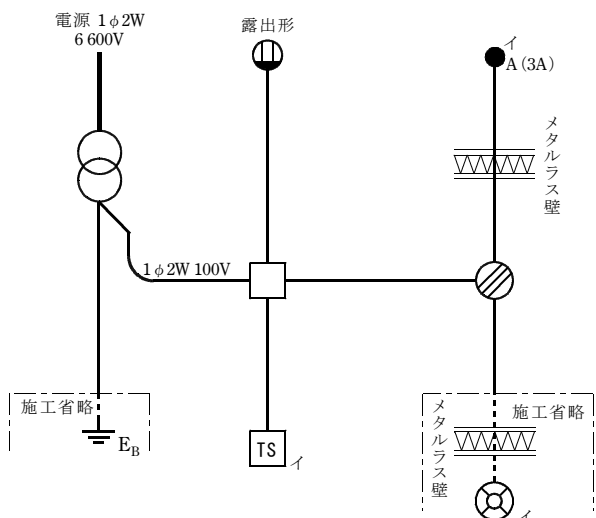 電源 1φ2W
6 600V
露出形
イ
A(3A)
メタルラス壁
1φ2W 100V
施工省略
E_B
TS
イ
メタルラス壁
施工省略
イ